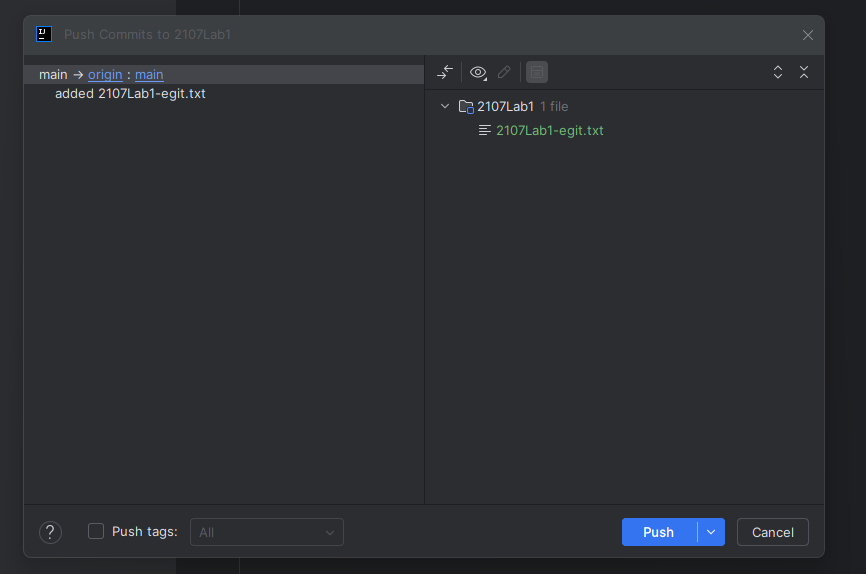 Push Commits to 2107Lab1
main → origin : main
added 2107Lab1-egit.txt
2107Lab1 1 file
2107Lab1-egit.txt
? Push tags: All
Push Cancel